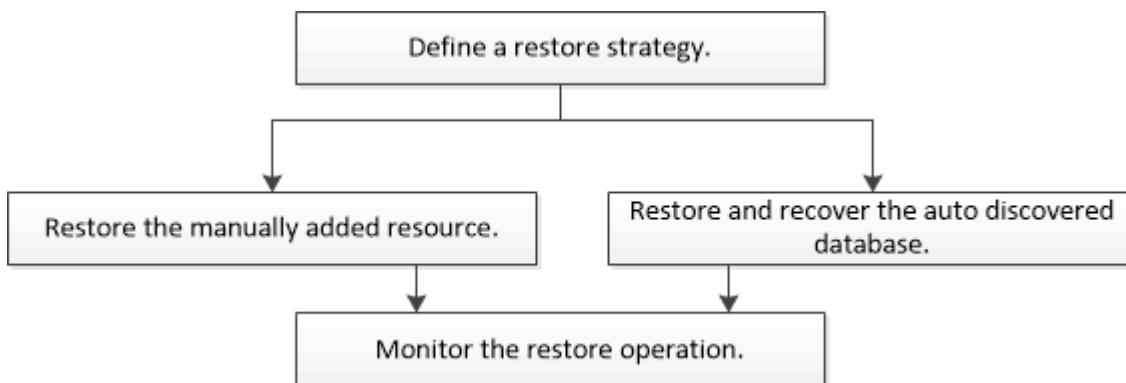 Define a restore strategy.
Restore the manually added resource.
Restore and recover the auto discovered
database.
Monitor the restore operation.